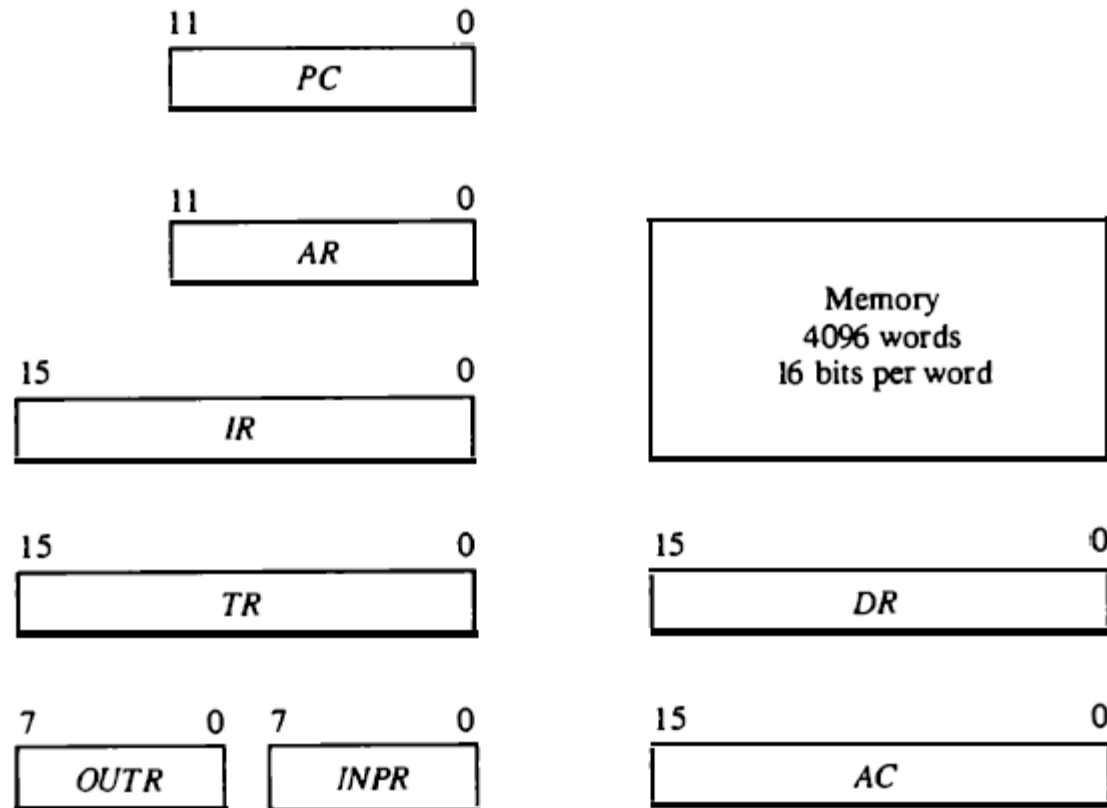 11 0
PC
11 0
AR
Memory
4096 words
16 bits per word
15 0
IR
15 0
TR
15 0
DR
7 0
OUTR
7 0
INPR
15 0
AC